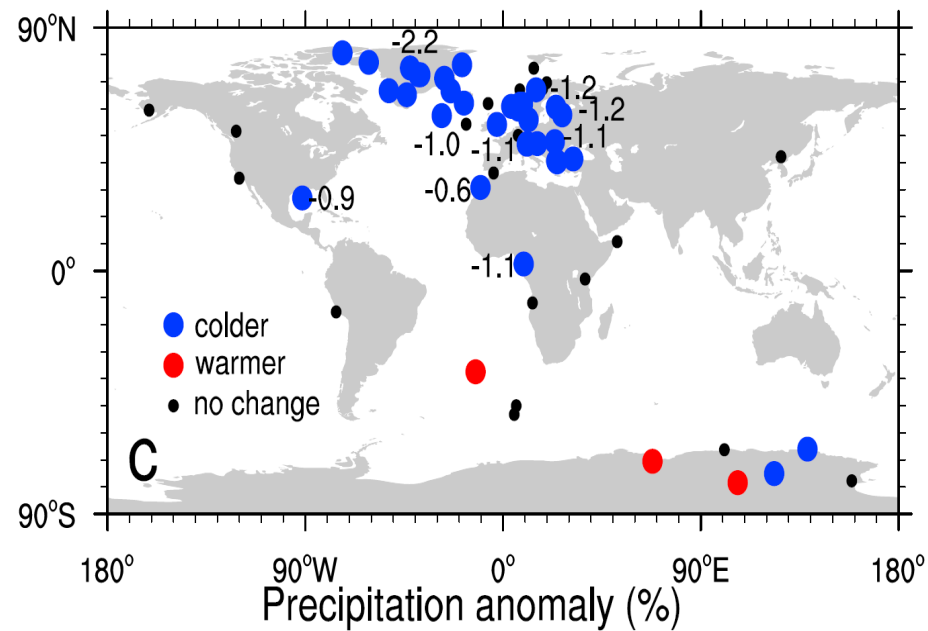 90°N
-2.2
-1.2
-1.2
-1.0
-1.1
-1.1
-0.6
-0.9
0°
-1.1
colder
warmer
no change
C
90°S
180°
90°W
0°
90°E
180°
Precipitation anomaly (%)